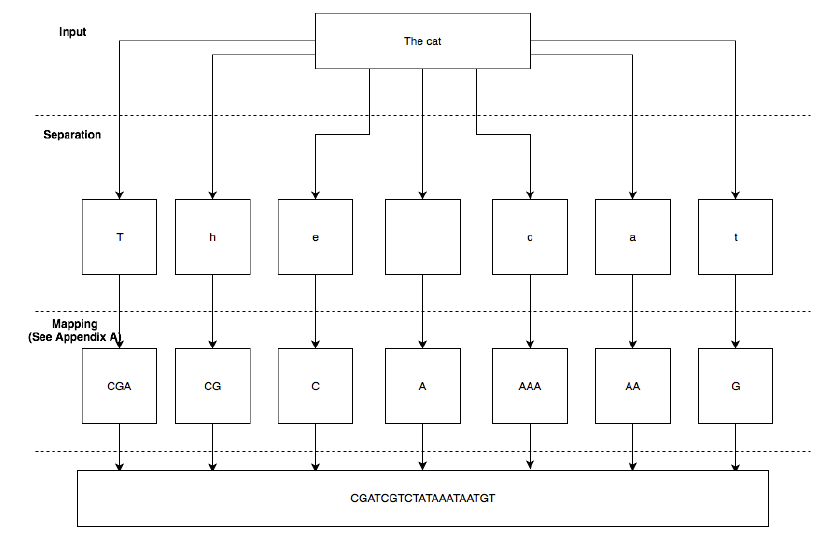 Input
The cat
Separation
T
h
e
c
a
t
Mapping
(See Appendix A)
CGA
CG
C
A
AAA
AA
G
CGATCGTCTATAAATAATGT